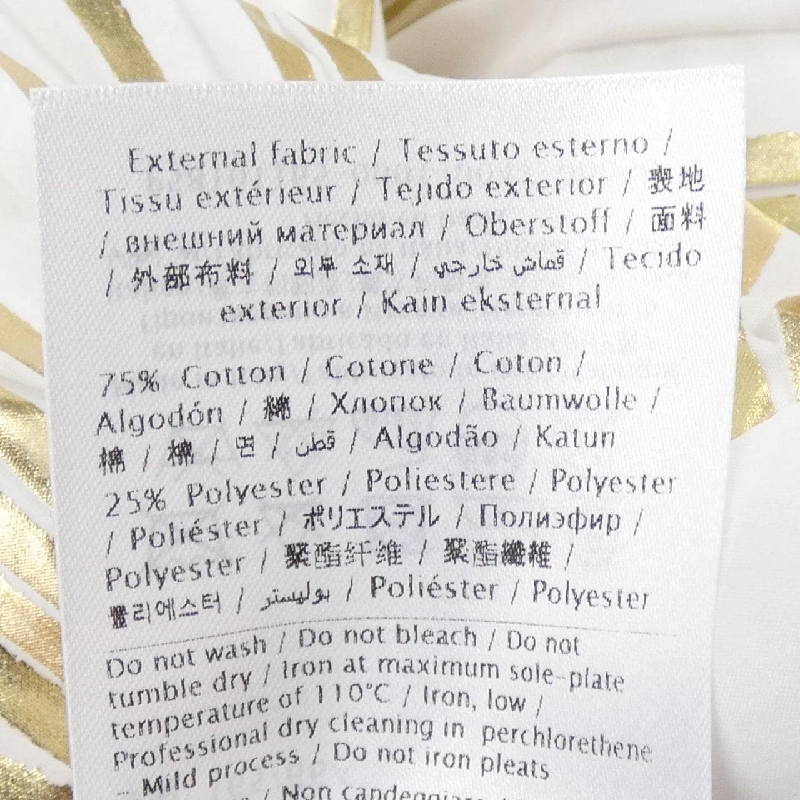 External fabric / Tessuto esterno /
Tissu extérieur / Tejido exterior / 表地
/ внешний материал / Oberstoff / 面料
/ 外部布料 / 외부 소재 / قماش خارجي / Tecido
exterior / Kain eksternal
75% Cotton / Cotone / Coton /
Algodón / 綿 / Хлопок / Baumwolle /
棉 / 棉 / 면 / قطن / Algodão / Katun
25% Polyester / Poliestere / Polyester
/ Poliéster / ポリエステル / Полиэфир /
Polyester / 聚酯纤维 / 聚酯纖維 /
폴리에스터 / بوليستر / Poliéster / Polyester
Do not wash / Do not bleach / Do not
tumble dry / Iron at maximum sole-plate
temperature of 110°C / Iron, low /
Professional dry cleaning in perchlorethene
- Mild process / Do not iron pleats
/ Non candeggiare